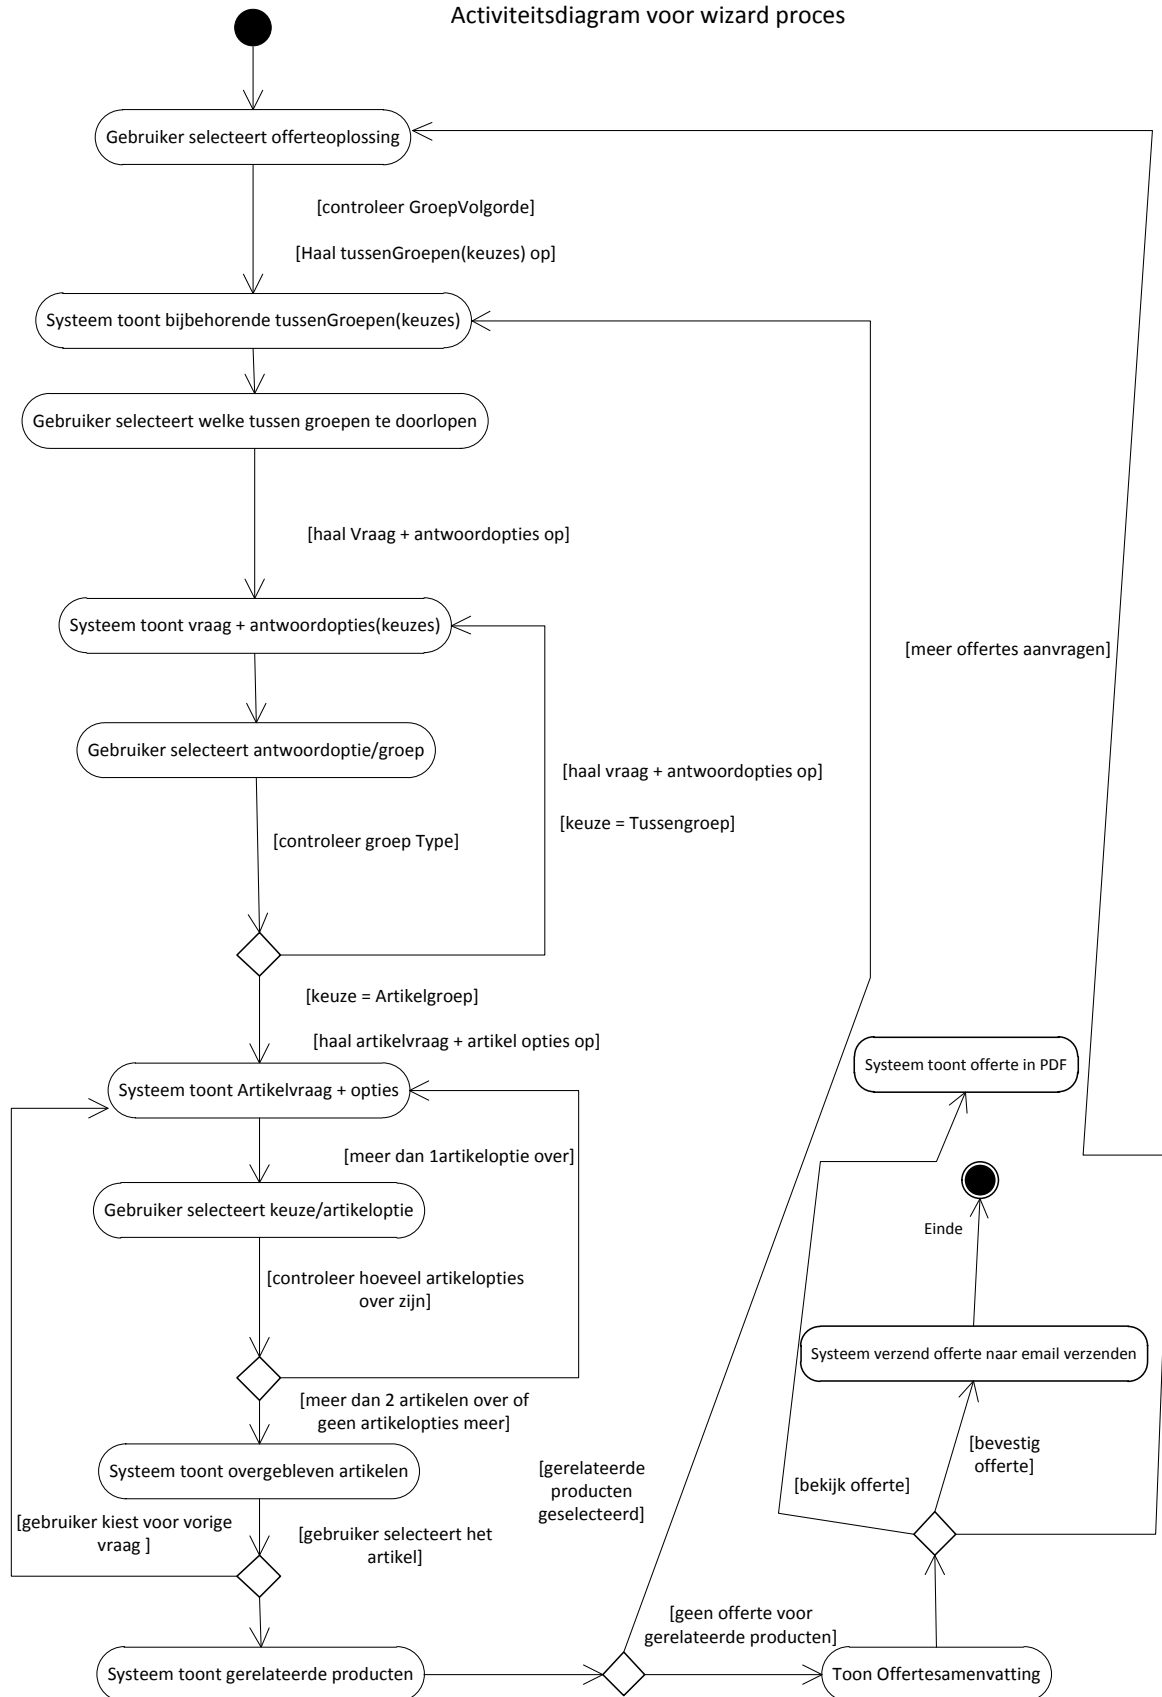 Activiteitsdiagram voor wizard proces
Gebruiker selecteert offerteoplossing
[controleer GroepVolgorde]
[Haal tussenGroepen(keuzes) op]
Systeem toont bijbehorende tussenGroepen(keuzes)
Gebruiker selecteert welke tussen groepen te doorlopen
[haal Vraag + antwoordopties op]
Systeem toont vraag + antwoordopties(keuzes)
[meer offertes aanvragen]
Gebruiker selecteert antwoordoptie/groep
[haal vraag + antwoordopties op]
[keuze = Tussengroep]
[controleer groep Type]
[keuze = Artikelgroep]
[haal artikelvraag + artikel opties op]
Systeem toont offerte in PDF
Systeem toont Artikelvraag + opties
[meer dan 1artikeloptie over]
Gebruiker selecteert keuze/artikeloptie
Einde
[controleer hoeveel artikelopties
over zijn]
Systeem verzend offerte naar email verzenden
[meer dan 2 artikelen over of
geen artikelopties meer]
[bevestig
offerte]
Systeem toont overgebleven artikelen
[gerelateerde
producten
geselecteerd]
[bekijk offerte]
[gebruiker kiest voor vorige
vraag ]
[gebruiker selecteert het
artikel]
[geen offerte voor
gerelateerde producten]
Systeem toont gerelateerde producten
Toon Offertesamenvatting